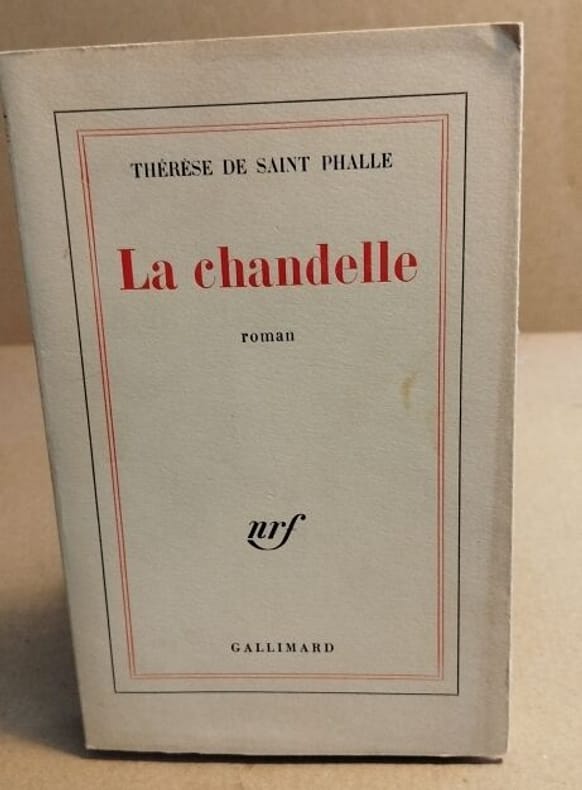 THÉRÈSE DE SAINT PHALLE
La chandelle
roman
nrf
GALLIMARD